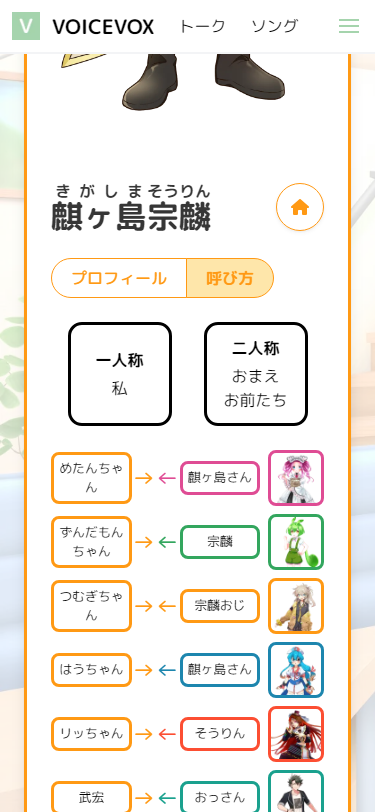 V VOICEVOX トーク ソング
きがしまそうりん
麒ヶ島宗麟
プロフィール 呼び方
一人称
私
二人称
おまえ
お前たち
めたんちゃ
ん
麒ヶ島さん
ずんだもん
ちゃん
宗麟
つむぎちゃ
ん
宗麟おじ
はうちゃん 麒ヶ島さん
リッちゃん そうりん
武宏 おっさん